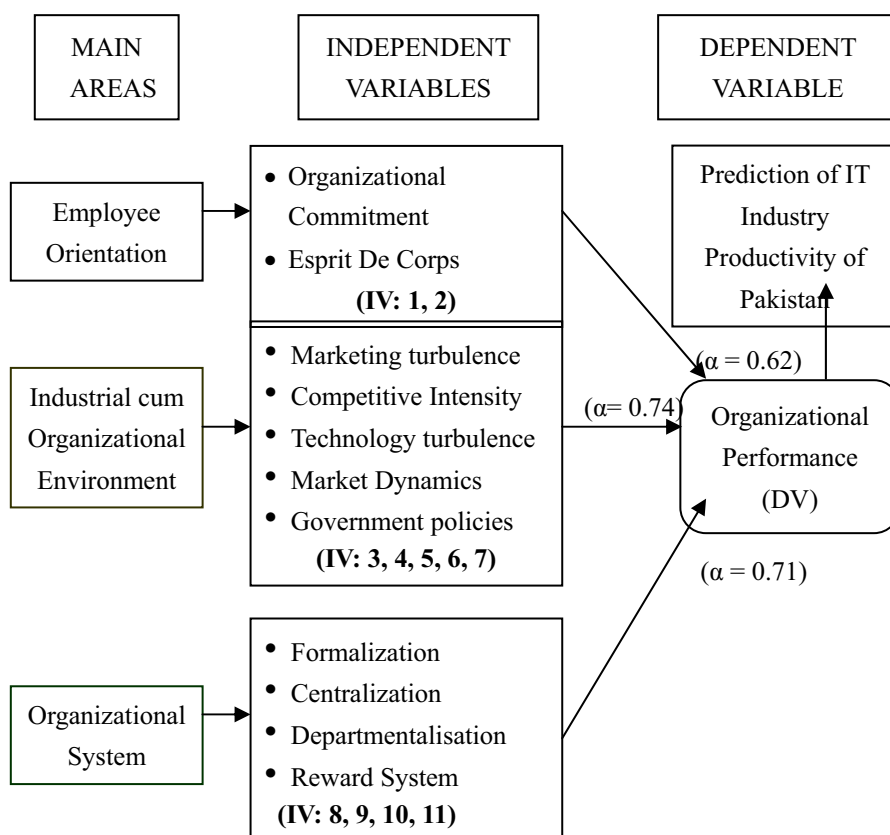 MAIN
AREAS
INDEPENDENT
VARIABLES
DEPENDENT
VARIABLE
Employee
Orientation
• Organizational
Commitment
• Esprit De Corps
(IV: 1, 2)
Prediction of IT
Industry
Productivity of
Pakistan
Industrial cum
Organizational
Environment
• Marketing turbulence
• Competitive Intensity
• Technology turbulence
• Market Dynamics
• Government policies
(IV: 3, 4, 5, 6, 7)
(α = 0.62)
(α= 0.74)
Organizational
Performance
(DV)
(α = 0.71)
Organizational
System
• Formalization
• Centralization
• Departmentalisation
• Reward System
(IV: 8, 9, 10, 11)